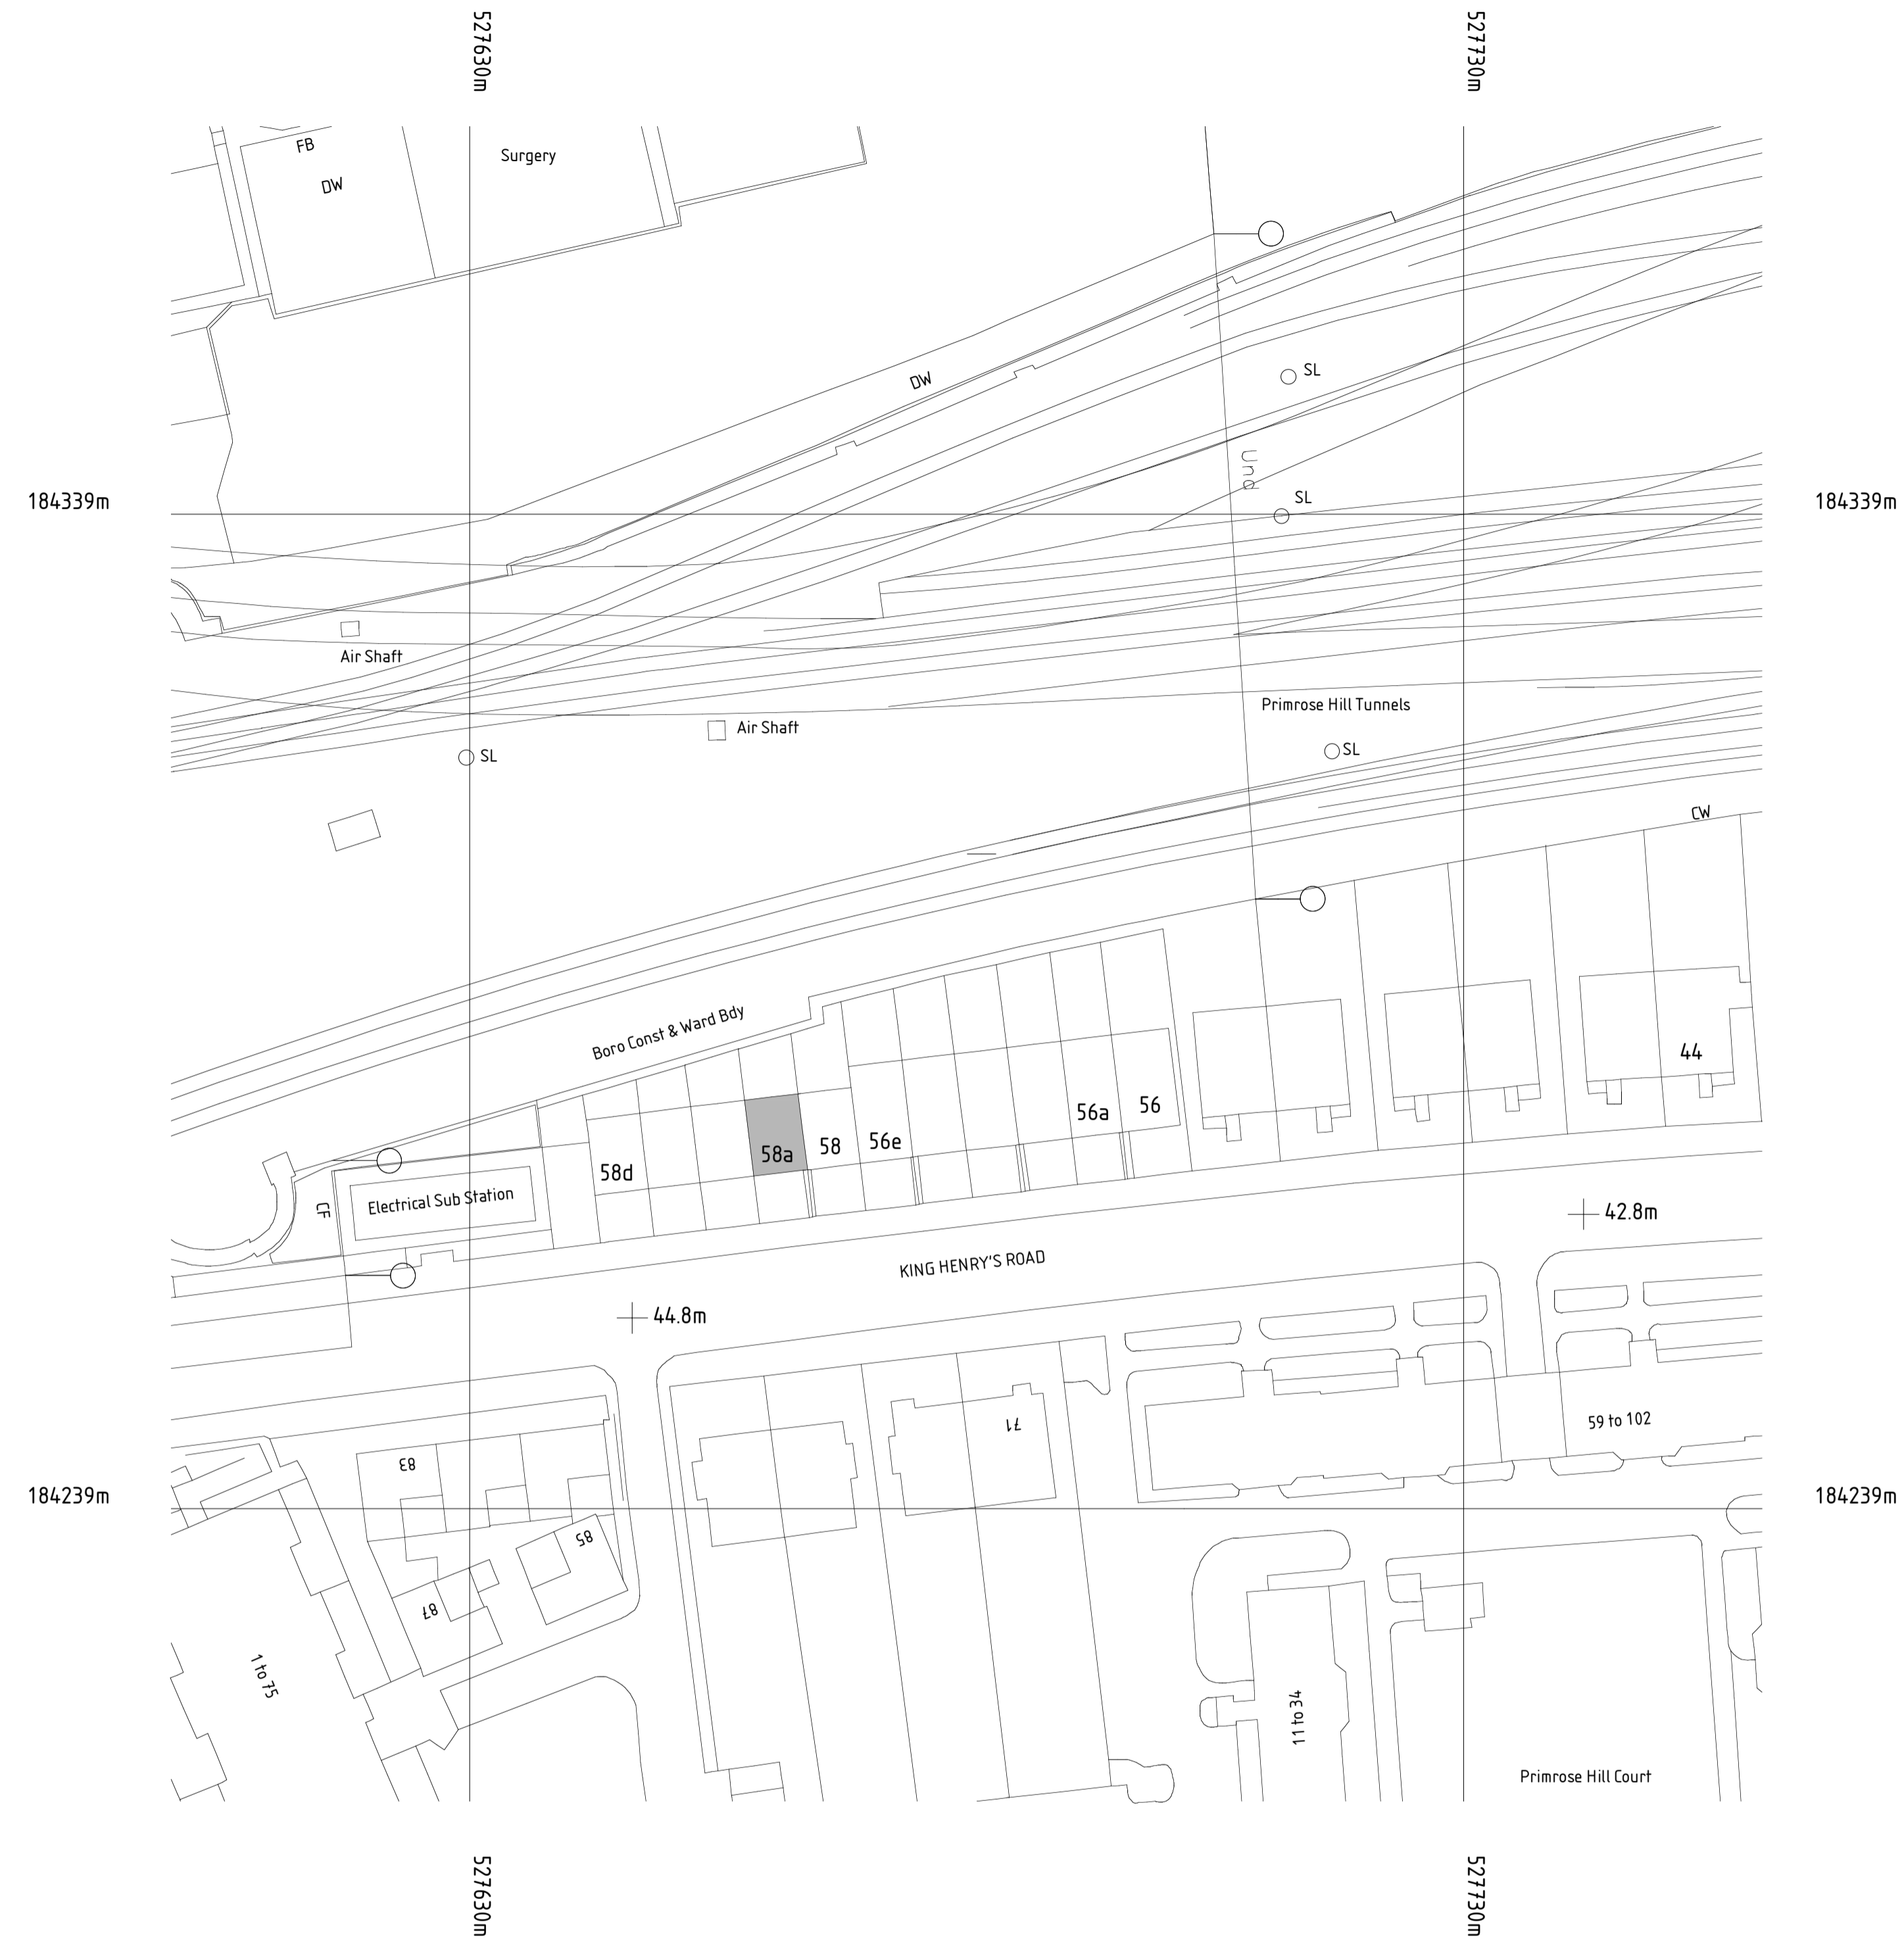 527630m
527730m
FB
Surgery
DW
DW
SL
Und
184339m
SL
184339m
Air Shaft
Primrose Hill Tunnels
Air Shaft
SL
SL
CW
Boro Const & Ward Bdy
44
56a
56
56e
58
58a
58d
Electrical Sub Station
CF
42.8m
KING HENRY'S ROAD
44.8m
59 to 102
71
83
184239m
184239m
85
87
1 to 75
11 to 34
Primrose Hill Court
527630m
527730m